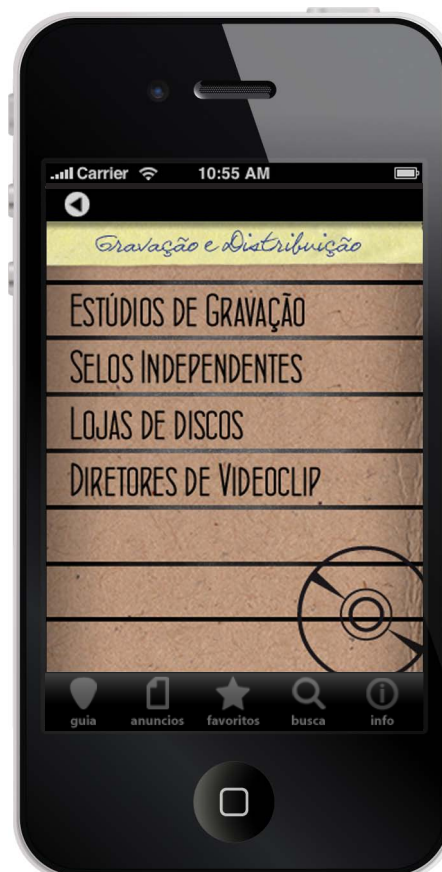 Carrier 10:55 AM
Gravação e Distribuição
ESTÚDIOS DE GRAVAÇÃO
SELOS INDEPENDENTES
LOJAS DE DISCOS
DIRETORES DE VIDEOCLIP
guia anuncios favoritos busca info